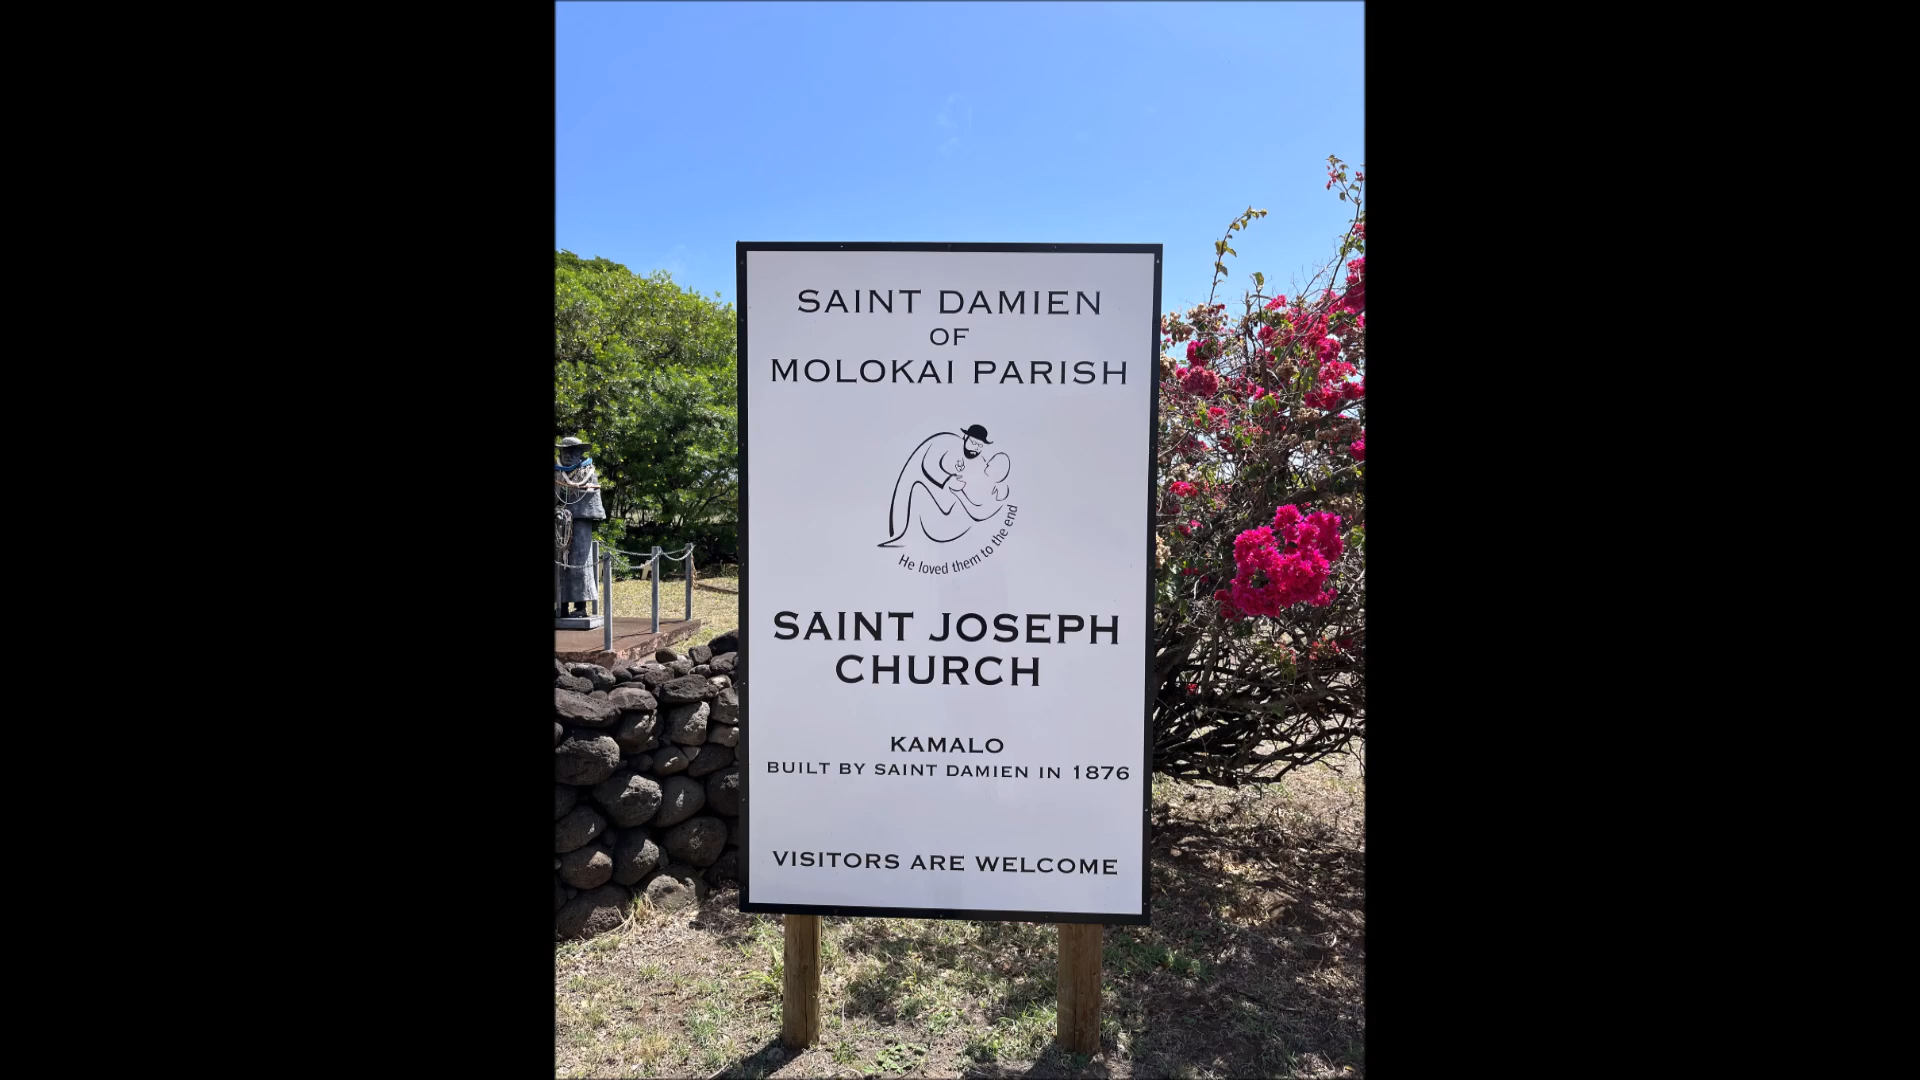 SAINT DAMIEN
OF
MOLOKAI PARISH
He loved them to the end
SAINT JOSEPH
CHURCH
KAMALO
BUILT BY SAINT DAMIEN IN 1876
VISITORS ARE WELCOME